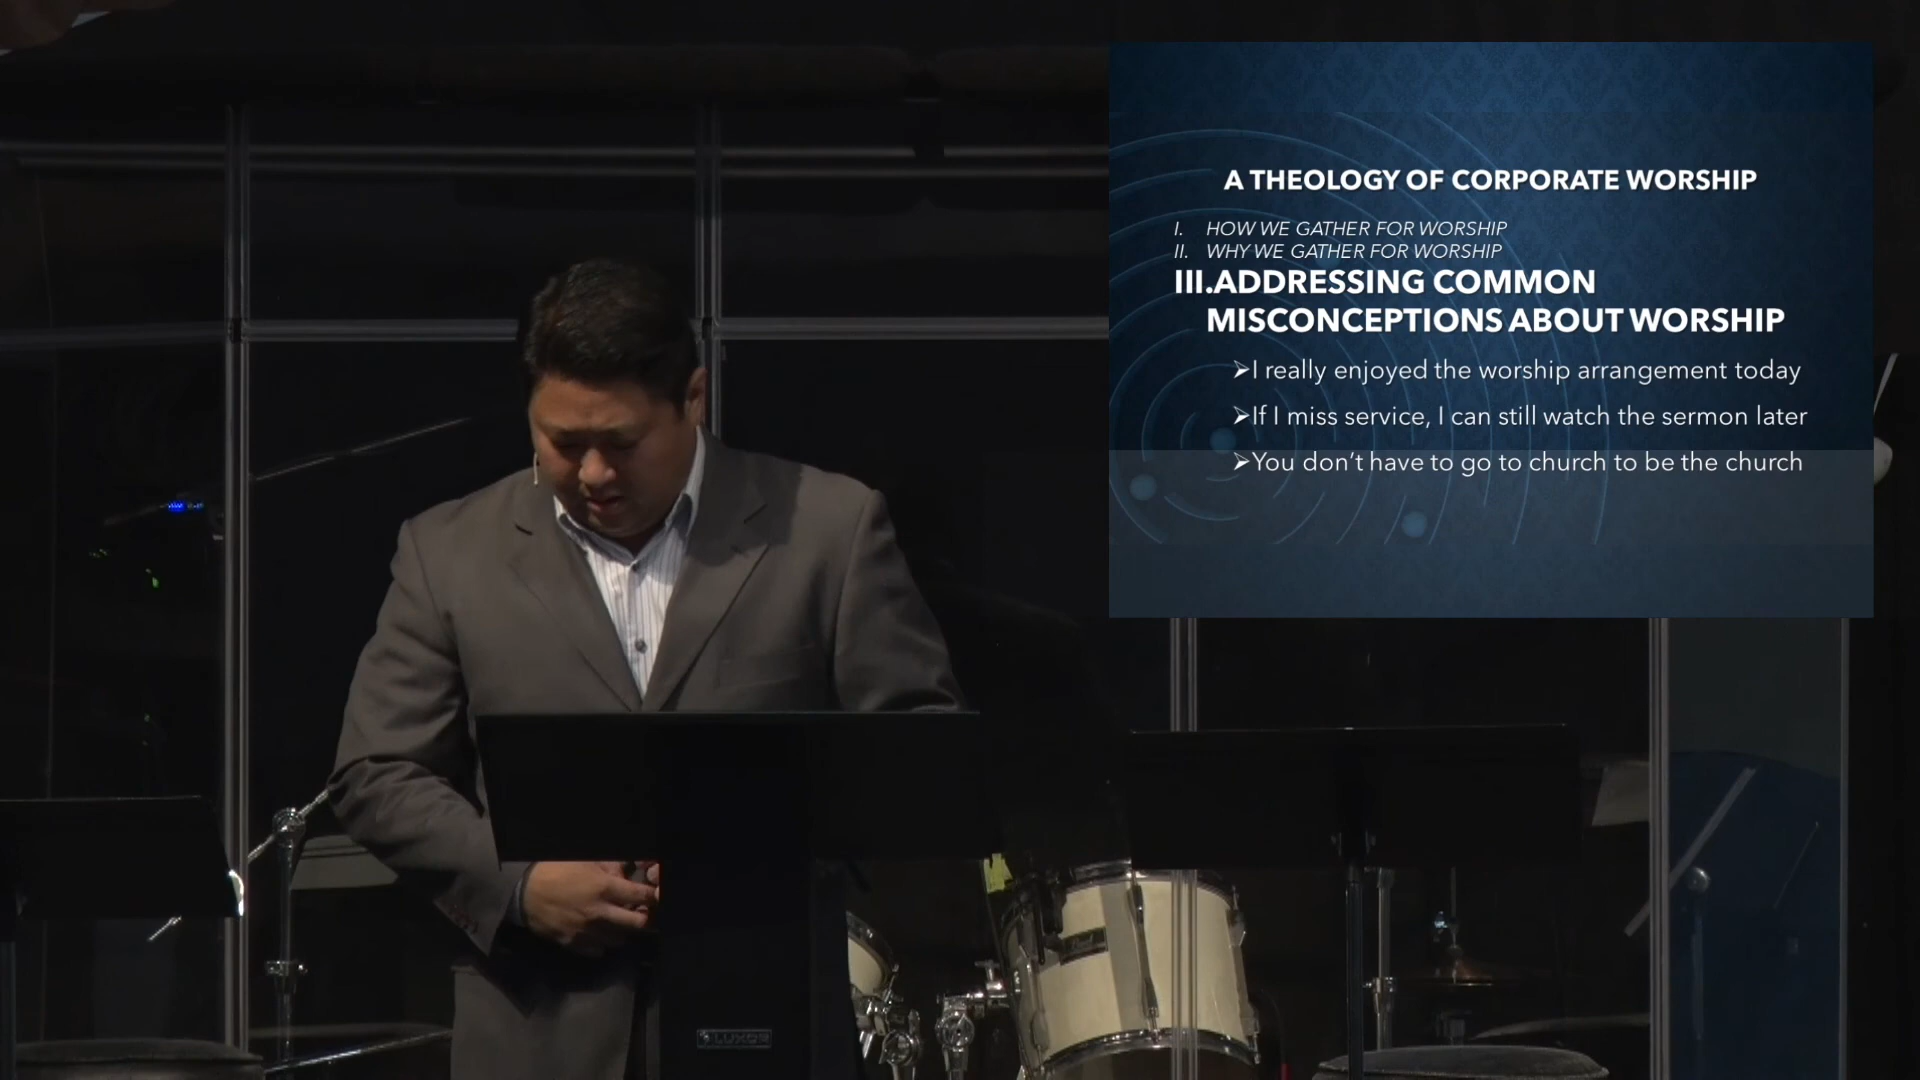 A THEOLOGY OF CORPORATE WORSHIP
I. HOW WE GATHER FOR WORSHIP
II. WHY WE GATHER FOR WORSHIP
III.ADDRESSING COMMON
MISCONCEPTIONS ABOUT WORSHIP
➢I really enjoyed the worship arrangement today
➢If I miss service, I can still watch the sermon later
➢You don't have to go to church to be the church
Pearl
LUXOR